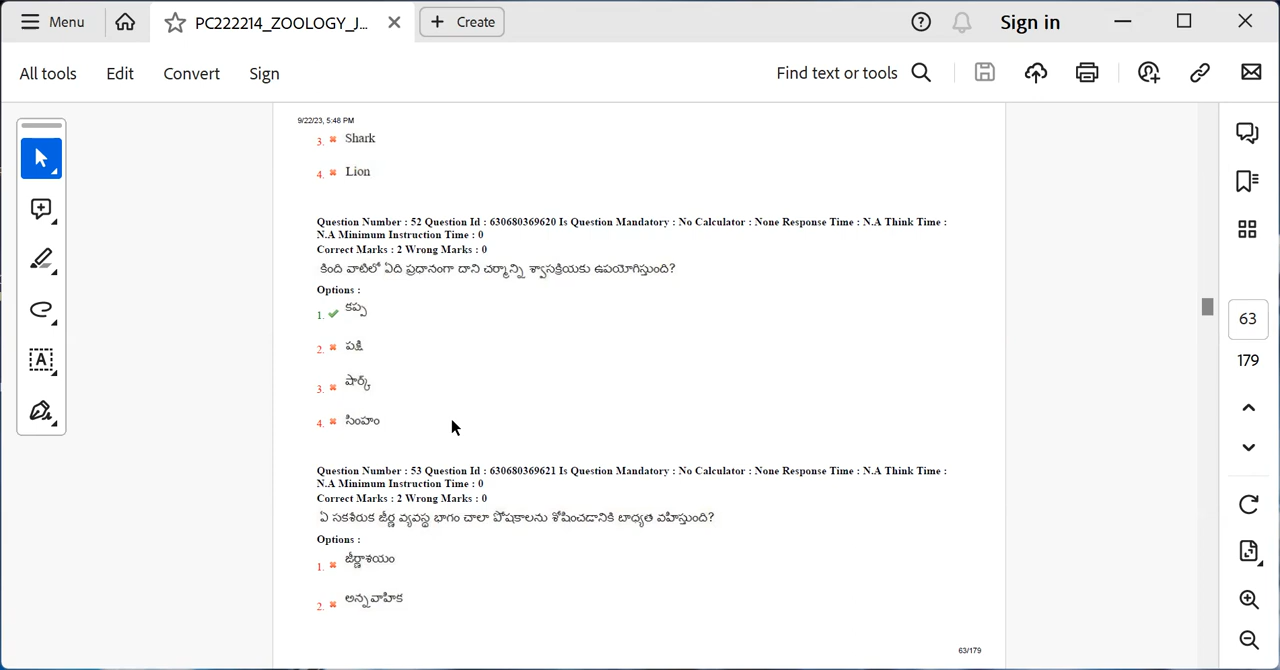 Menu
PC222214_ZOOLOGY_J...
Create
Sign in
All tools
Edit
Convert
Sign
Find text or tools
9/22/23, 5:48 PM
3. Shark
4. Lion
Question Number : 52 Question Id : 630680369620 Is Question Mandatory : No Calculator : None Response Time : N.A Think Time :
N.A Minimum Instruction Time : 0
Correct Marks : 2 Wrong Marks : 0
కింది వాటిలో ఏది ప్రధానంగా దాని చర్మాన్ని శ్వాసక్రియకు ఉపయోగిస్తుంది?
Options :
1. కప్ప
2. పక్షి
3. షార్క్
4. సింహం
Question Number : 53 Question Id : 630680369621 Is Question Mandatory : No Calculator : None Response Time : N.A Think Time :
N.A Minimum Instruction Time : 0
Correct Marks : 2 Wrong Marks : 0
ఏ సకశేరుక జీర్ణ వ్యవస్థ భాగం చాలా పోషకాలను శోషించడానికి బాధ్యత వహిస్తుంది?
Options :
1. జీర్ణాశయం
2. అన్నవాహిక
63/179
63
179